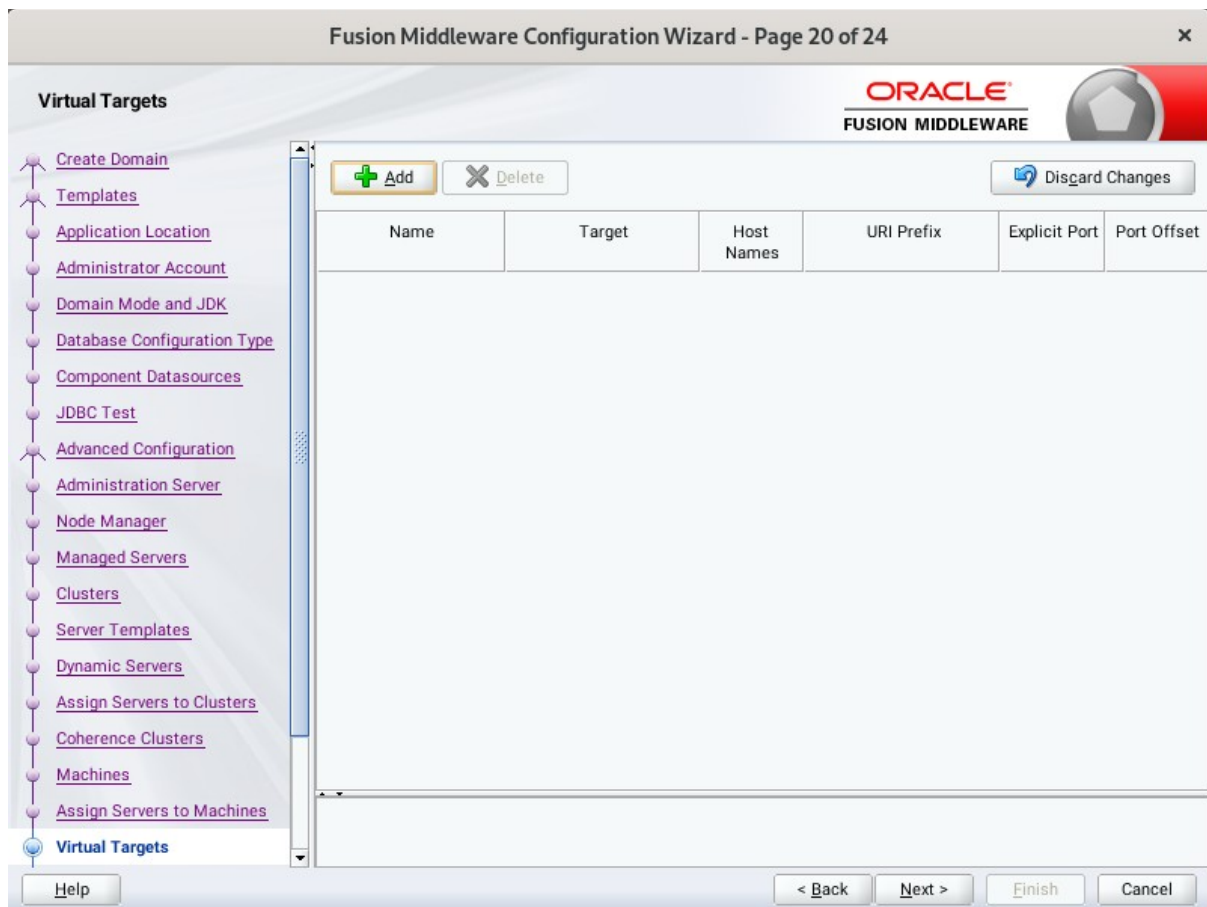 Fusion Middleware Configuration Wizard - Page 20 of 24
Virtual Targets
ORACLE
FUSION MIDDLEWARE
Create Domain
Templates
Application Location
Administrator Account
Domain Mode and JDK
Database Configuration Type
Component Datasources
JDBC Test
Advanced Configuration
Administration Server
Node Manager
Managed Servers
Clusters
Server Templates
Dynamic Servers
Assign Servers to Clusters
Coherence Clusters
Machines
Assign Servers to Machines
Virtual Targets
Add Delete Discard Changes
Name Target Host Names URI Prefix Explicit Port Port Offset
Help < Back Next > Finish Cancel